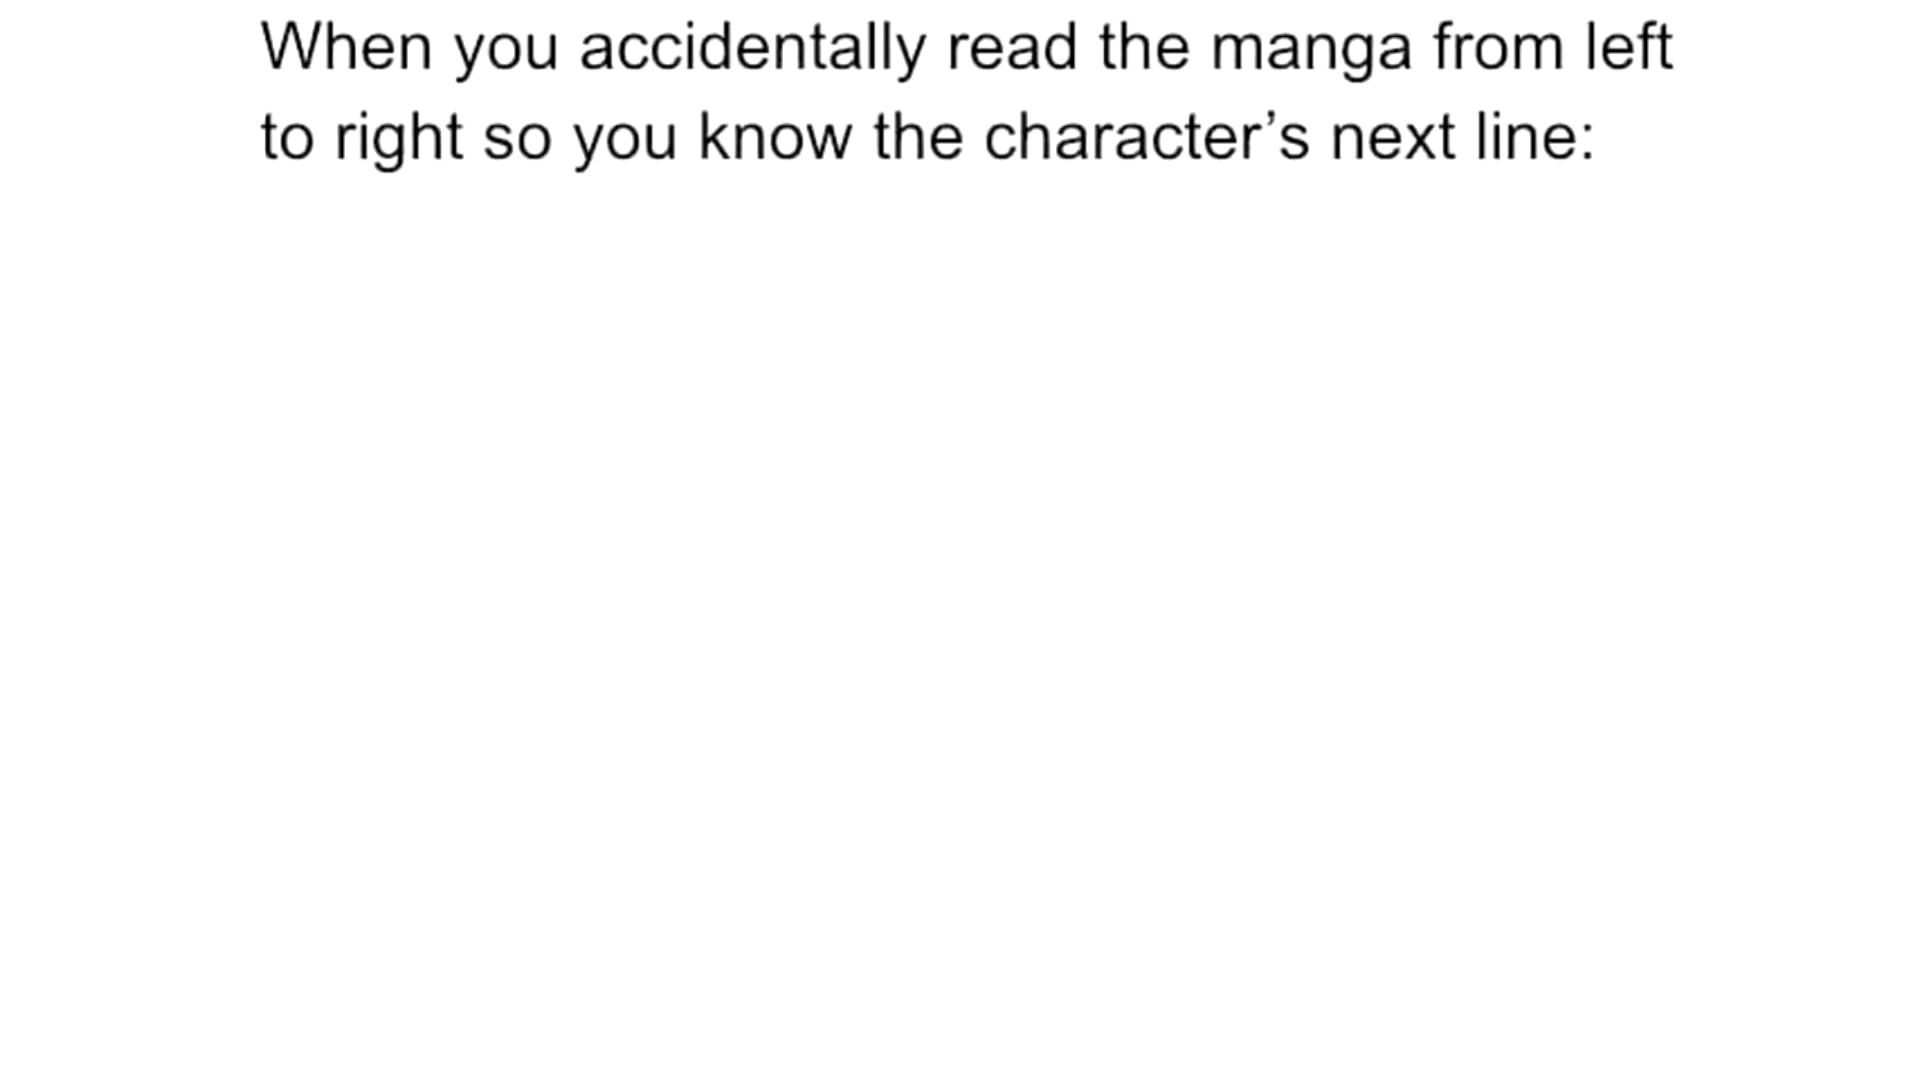 When you accidentally read the manga from left
to right so you know the character’s next line: